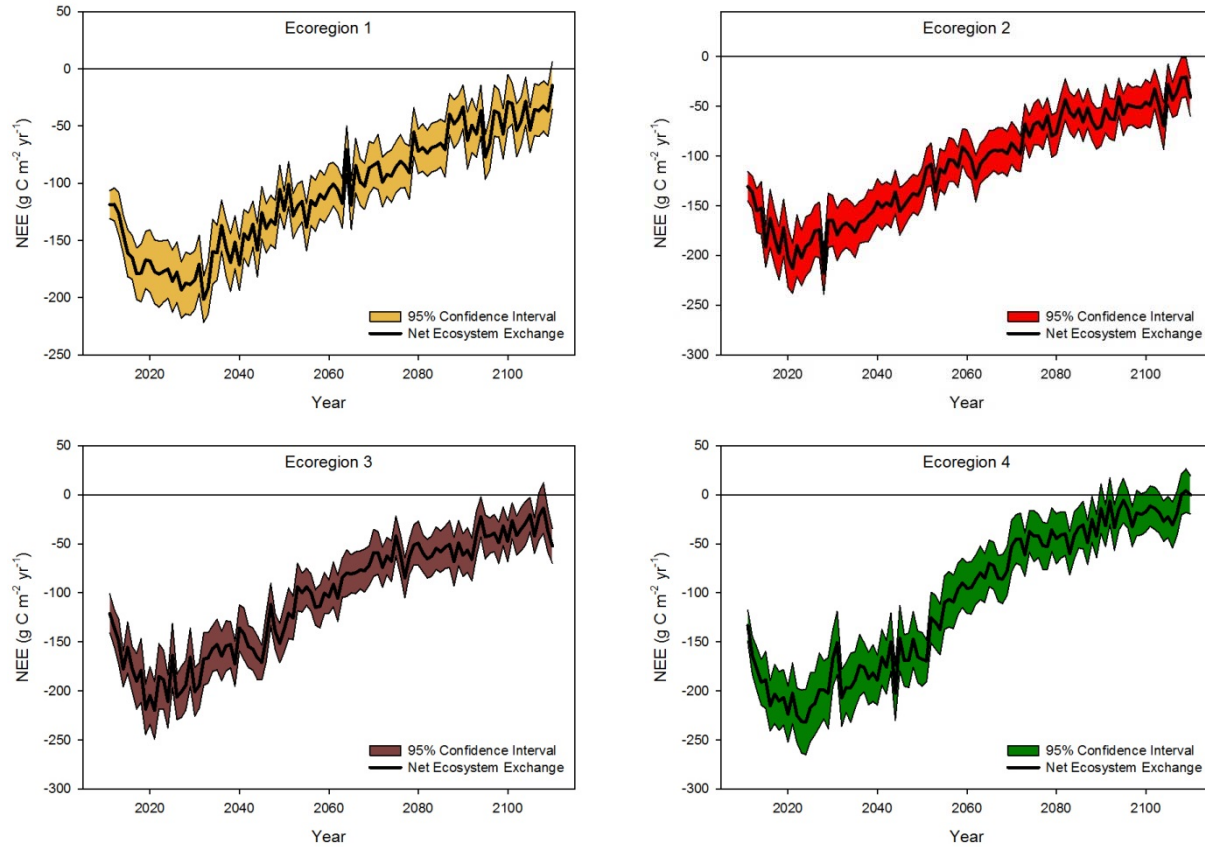 Ecoregion 1
50
0
-50
-100
-150
-200
-250
NEE (g C m⁻² yr⁻¹)
95% Confidence Interval
Net Ecosystem Exchange
2020 2040 2060 2080 2100
Year
Ecoregion 2
50
0
-50
-100
-150
-200
-250
-300
NEE (g C m⁻² yr⁻¹)
95% Confidence Interval
Net Ecosystem Exchange
2020 2040 2060 2080 2100
Year
Ecoregion 3
50
0
-50
-100
-150
-200
-250
-300
NEE (g C m⁻² yr⁻¹)
95% Confidence Interval
Net Ecosystem Exchange
2020 2040 2060 2080 2100
Year
Ecoregion 4
50
0
-50
-100
-150
-200
-250
-300
NEE (g C m⁻² yr⁻¹)
95% Confidence Interval
Net Ecosystem Exchange
2020 2040 2060 2080 2100
Year